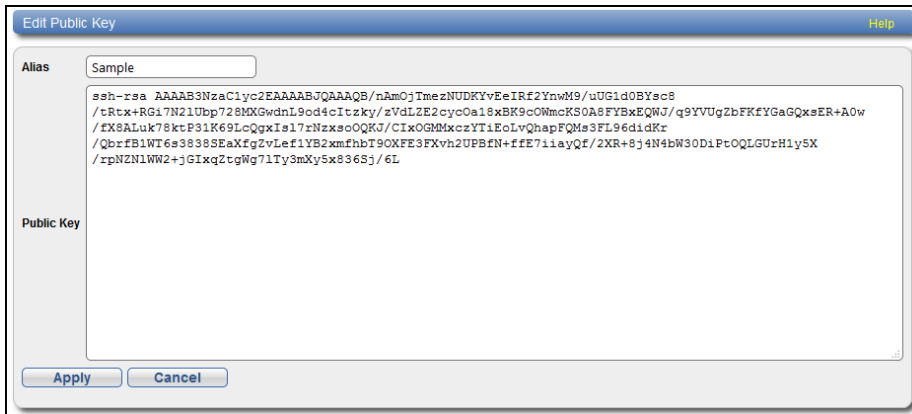 Edit Public Key
Help
Alias
Sample
ssh-rsa AAAAB3NzaC1yc2EAAAABJQAAAQB/nAmOjTmezNUDKYvEeIRf2YnwM9/uUG1d0BYsc8
/tRtx+RGi7N2lUbp728MXGwdnL9od4cItzky/zVdLZE2cycOa18xBK9cOWmcKS0A8FYBxEQWJ/q9YVUgZbFKfYGaGQxsER+A0w
/fX8ALuk78ktP31K69LcQgxIsl7rNzxsoOQKJ/CIxOGMMxczYTiEoLvQhapFQMs3FL96didKr
/QbrfB1WT6s3838SEaXfgZvLef1YB2xmfhbT9OXFE3FXvh2UPBfN+ffE7iiayQf/2XR+8j4N4bW30DiPtOQLGUrH1y5X
/rpNZNlWW2+jGIxqZtgWg7lTy3mXy5x836Sj/6L
Public Key
Apply
Cancel